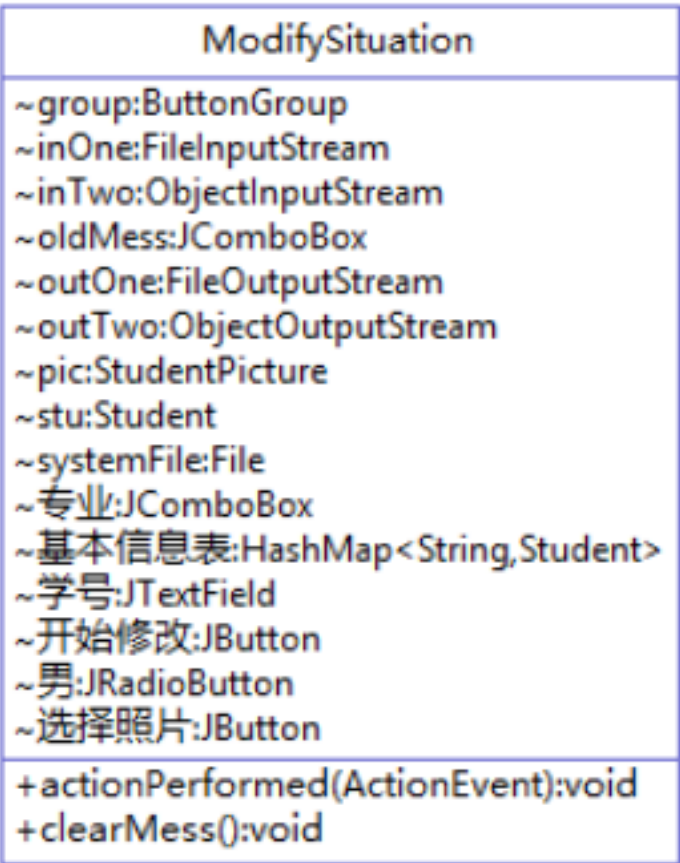 ModifySituation
~group:ButtonGroup
~inOne:FileInputStream
~inTwo:ObjectInputStream
~oldMess:JComboBox
~outOne:FileOutputStream
~outTwo:ObjectOutputStream
~pic:StudentPicture
~stu:Student
~systemFile:File
~专业:JComboBox
~基本信息表:HashMap<String,Student>
~学号:JTextField
~开始修改:JButton
~男:JRadioButton
~选择照片:JButton
+actionPerformed(ActionEvent):void
+clearMess():void